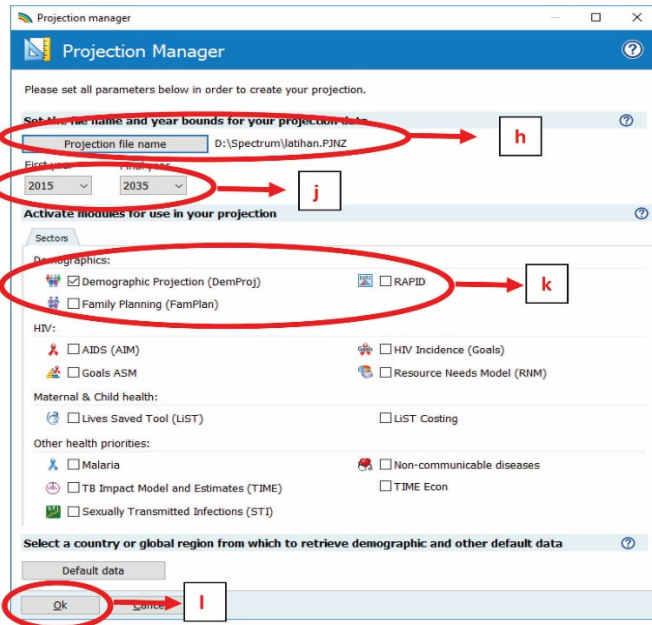 Projection manager
Projection Manager
Please set all parameters below in order to create your projection.
Set the file name and year bounds for your projection data
Projection file name D:\Spectrum\latihan.PJNZ h
First year Final year
2015 2035 j
Activate modules for use in your projection
Sectors
Demographics:
Demographic Projection (DemProj) RAPID k
Family Planning (FamPlan)
HIV:
AIDS (AIM) HIV Incidence (Goals)
Goals ASM Resource Needs Model (RNM)
Maternal & Child health:
Lives Saved Tool (LiST) LiST Costing
Other health priorities:
Malaria Non-communicable diseases
TB Impact Model and Estimates (TIME) TIME Econ
Sexually Transmitted Infections (STI)
Select a country or global region from which to retrieve demographic and other default data
Default data
Ok Cancel l